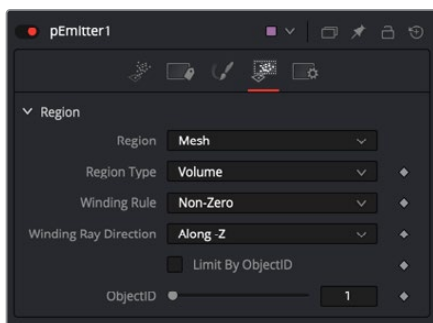 pEmitter1
Region
Region Mesh
Region Type Volume
Winding Rule Non-Zero
Winding Ray Direction Along -Z
Limit By ObjectID
ObjectID 1